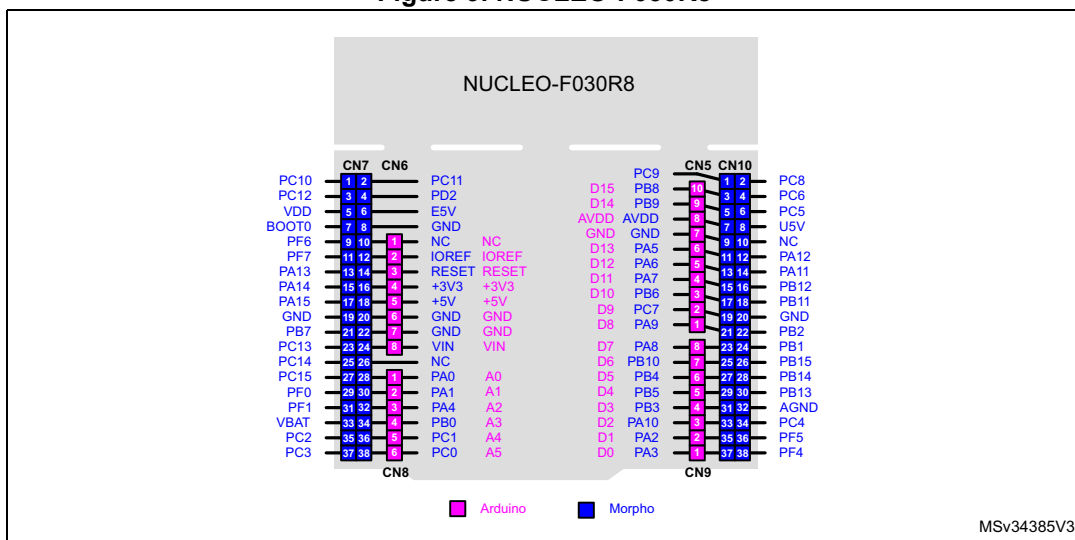 NUCLEO-F030R8
CN7 CN6 CN5 CN10
PC9
PC10 1 2 PC11 1 2 PC8
PC12 3 4 PD2 D15 PB8 10 3 4 PC6
VDD 5 6 E5V D14 PB9 9 5 6 PC5
BOOT0 7 8 GND AVDD AVDD 8 7 8 U5V
PF6 9 10 1 NC NC GND GND 7 9 10 NC
PF7 11 12 2 IOREF IOREF D13 PA5 6 11 12 PA12
PA13 13 14 3 RESET RESET D12 PA6 5 13 14 PA11
PA14 15 16 4 +3V3 +3V3 D11 PA7 4 15 16 PB12
PA15 17 18 5 +5V +5V D10 PB6 3 17 18 PB11
GND 19 20 6 GND GND D9 PC7 2 19 20 GND
PB7 21 22 7 GND GND D8 PA9 1 21 22 PB2
PC13 23 24 8 VIN VIN D7 PA8 8 23 24 PB1
PC14 25 26 NC D6 PB10 7 25 26 PB15
PC15 27 28 1 PA0 A0 D5 PB4 6 27 28 PB14
PF0 29 30 2 PA1 A1 D4 PB5 5 29 30 PB13
PF1 31 32 3 PA4 A2 D3 PB3 4 31 32 AGND
VBAT 33 34 4 PB0 A3 D2 PA10 3 33 34 PC4
PC2 35 36 5 PC1 A4 D1 PA2 2 35 36 PF5
PC3 37 38 6 PC0 A5 D0 PA3 1 37 38 PF4
CN8 CN9
Arduino Morpho
MSv34385V3